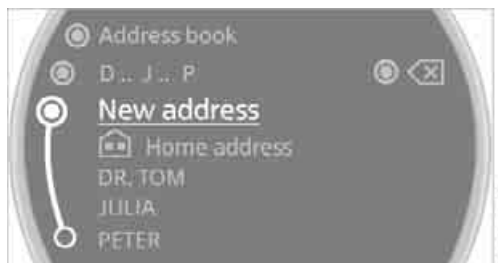 Address book
D .. J .. P
New address
Home address
DR. TOM
JULIA
PETER